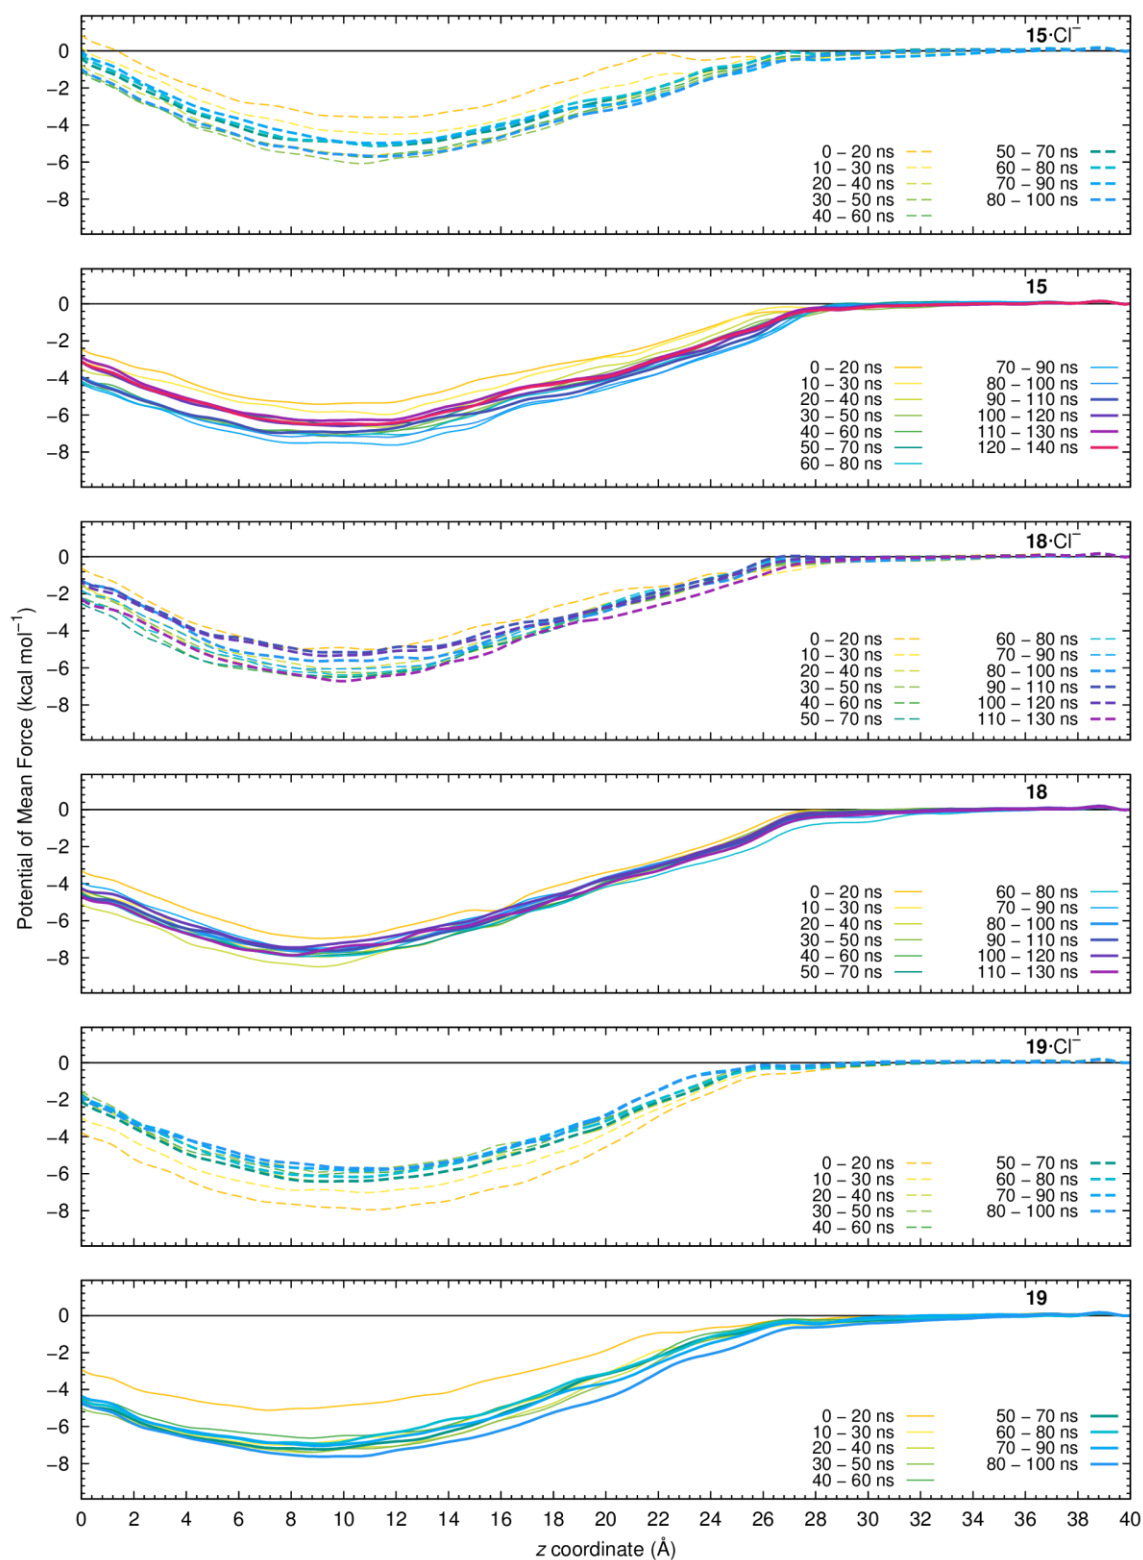 Potential of Mean Force (kcal mol⁻¹)
15·Cl⁻
0
−2
−4
−6
−8
0 − 20 ns
10 − 30 ns
20 − 40 ns
30 − 50 ns
40 − 60 ns
50 − 70 ns
60 − 80 ns
70 − 90 ns
80 − 100 ns
15
0
−2
−4
−6
−8
0 − 20 ns
10 − 30 ns
20 − 40 ns
30 − 50 ns
40 − 60 ns
50 − 70 ns
60 − 80 ns
70 − 90 ns
80 − 100 ns
90 − 110 ns
100 − 120 ns
110 − 130 ns
120 − 140 ns
18·Cl⁻
0
−2
−4
−6
−8
0 − 20 ns
10 − 30 ns
20 − 40 ns
30 − 50 ns
40 − 60 ns
50 − 70 ns
60 − 80 ns
70 − 90 ns
80 − 100 ns
90 − 110 ns
100 − 120 ns
110 − 130 ns
18
0
−2
−4
−6
−8
0 − 20 ns
10 − 30 ns
20 − 40 ns
30 − 50 ns
40 − 60 ns
50 − 70 ns
60 − 80 ns
70 − 90 ns
80 − 100 ns
90 − 110 ns
100 − 120 ns
110 − 130 ns
19·Cl⁻
0
−2
−4
−6
−8
0 − 20 ns
10 − 30 ns
20 − 40 ns
30 − 50 ns
40 − 60 ns
50 − 70 ns
60 − 80 ns
70 − 90 ns
80 − 100 ns
19
0
−2
−4
−6
−8
0 − 20 ns
10 − 30 ns
20 − 40 ns
30 − 50 ns
40 − 60 ns
50 − 70 ns
60 − 80 ns
70 − 90 ns
80 − 100 ns
0 2 4 6 8 10 12 14 16 18 20 22 24 26 28 30 32 34 36 38 40
z coordinate (Å)